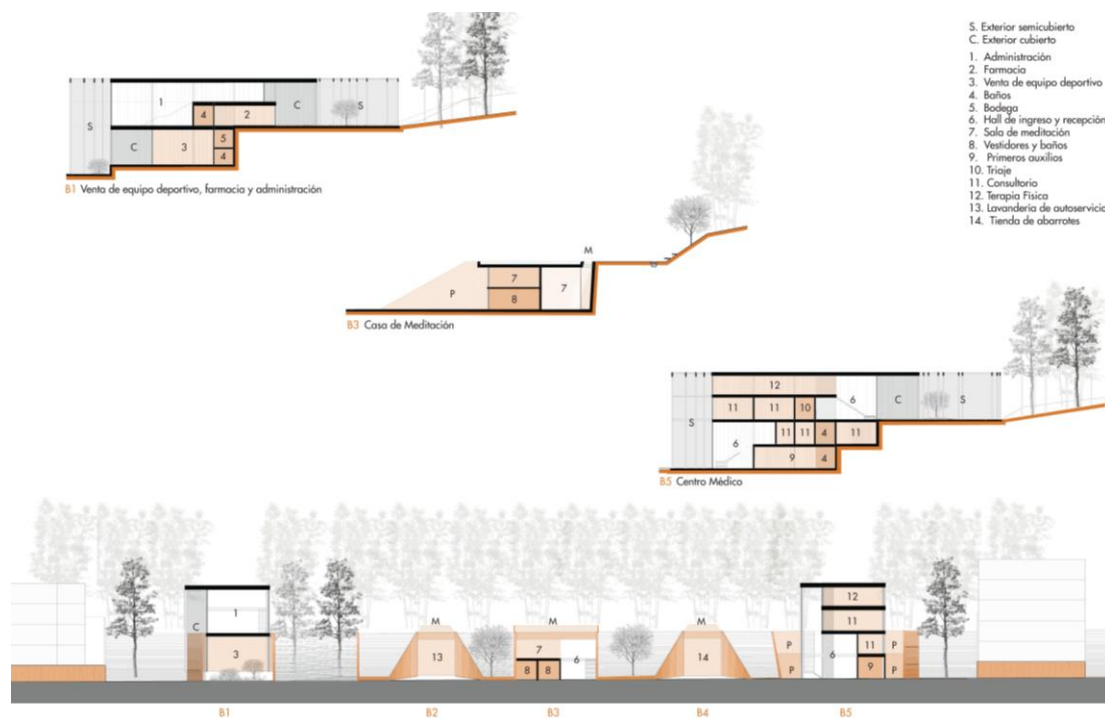 S. Exterior semicubierto
C. Exterior cubierto
1. Administración
2. Farmacia
3. Venta de equipo deportivo
4. Baños
5. Bodega
6. Hall de ingreso y recepción
7. Sala de meditación
8. Vestidores y baños
9. Primeros auxilios
10. Triaje
11. Consultorio
12. Terapia Física
13. Lavandería de autoservicio
14. Tienda de abarrotes
1
4
2
C
S
S
C
3
5
4
B1 Venta de equipo deportivo, farmacia y administración
M
7
7
P
8
B3 Casa de Meditación
12
11
11
10
6
C
S
S
6
11
11
4
11
9
4
B5 Centro Médico
12
1
11
C
M
M
M
3
13
7
6
14
P
6
11
P
8
8
P
9
P
B1
B2
B3
B4
B5